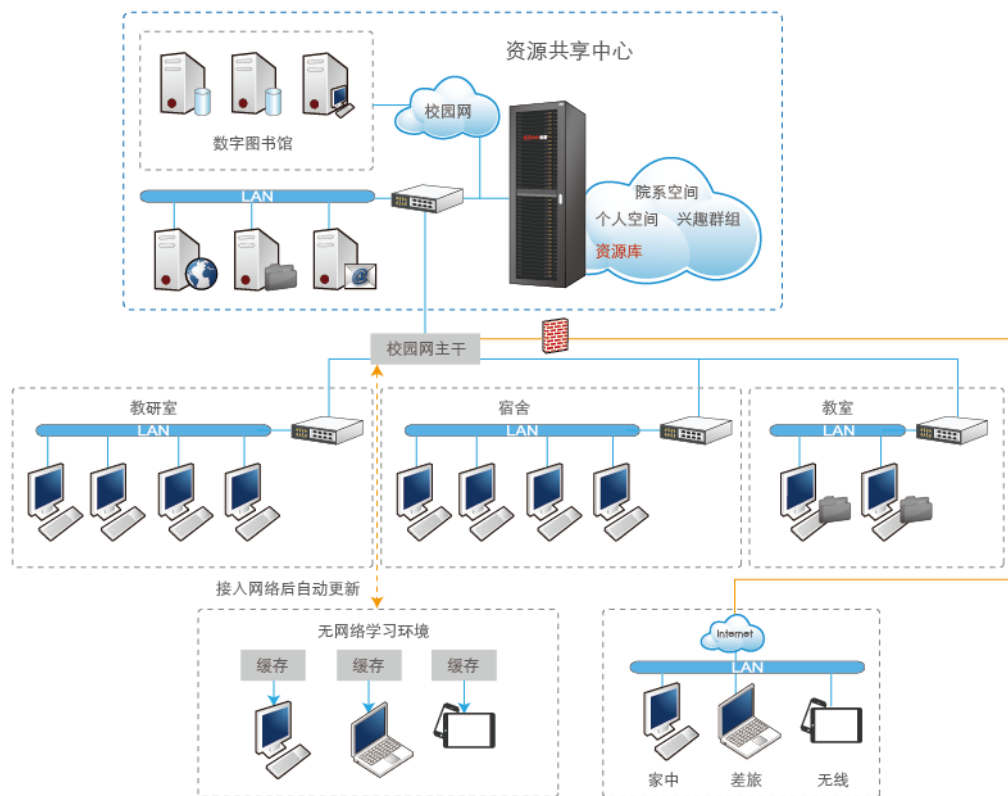 资源共享中心
校园网
数字图书馆
LAN
院系空间
个人空间 兴趣群组
资源库
校园网主干
教研室
LAN
宿舍
LAN
教室
LAN
接入网络后自动更新
无网络学习环境
缓存
缓存
缓存
Internet
LAN
家中
差旅
无线